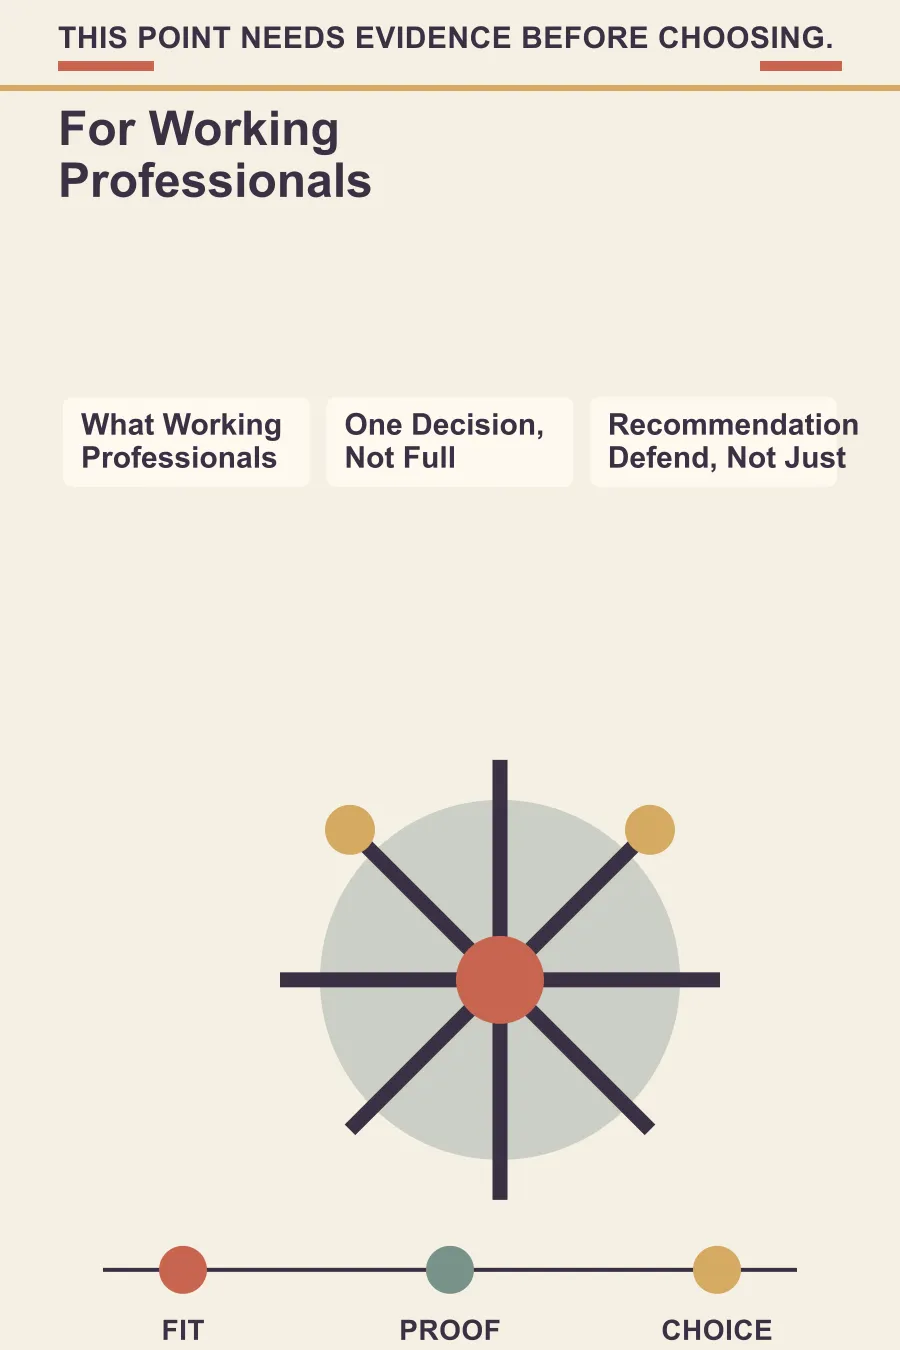 THIS POINT NEEDS EVIDENCE BEFORE CHOOSING.
For Working
Professionals
What Working
Professionals
One Decision,
Not Full
Recommendation
Defend, Not Just
FIT
PROOF
CHOICE